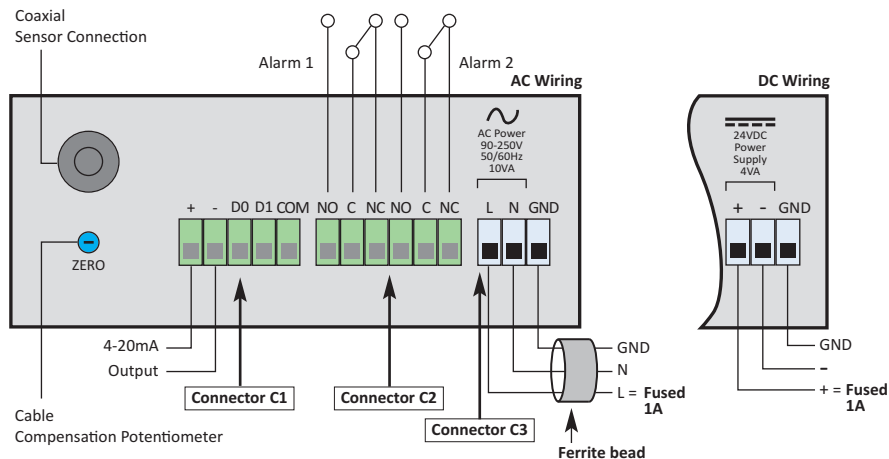 Coaxial
Sensor Connection
Alarm 1
Alarm 2
AC Wiring
DC Wiring
AC Power
90-250V
50/60Hz
10VA
24VDC
Power
Supply
4VA
+ - D0 D1 COM NO C NC NO C NC L N GND
+ - GND
ZERO
4-20mA
Output
GND
N
L = Fused
1A
GND
-
+ = Fused
1A
Connector C1
Connector C2
Connector C3
Cable
Compensation Potentiometer
Ferrite bead